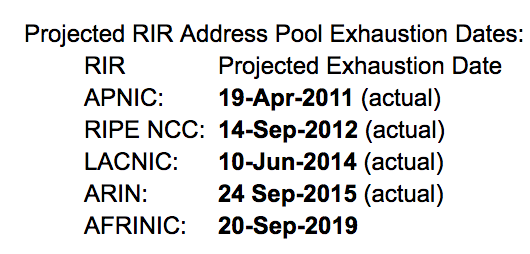 Projected RIR Address Pool Exhaustion Dates:
RIR Projected Exhaustion Date
APNIC: 19-Apr-2011 (actual)
RIPE NCC: 14-Sep-2012 (actual)
LACNIC: 10-Jun-2014 (actual)
ARIN: 24 Sep-2015 (actual)
AFRINIC: 20-Sep-2019